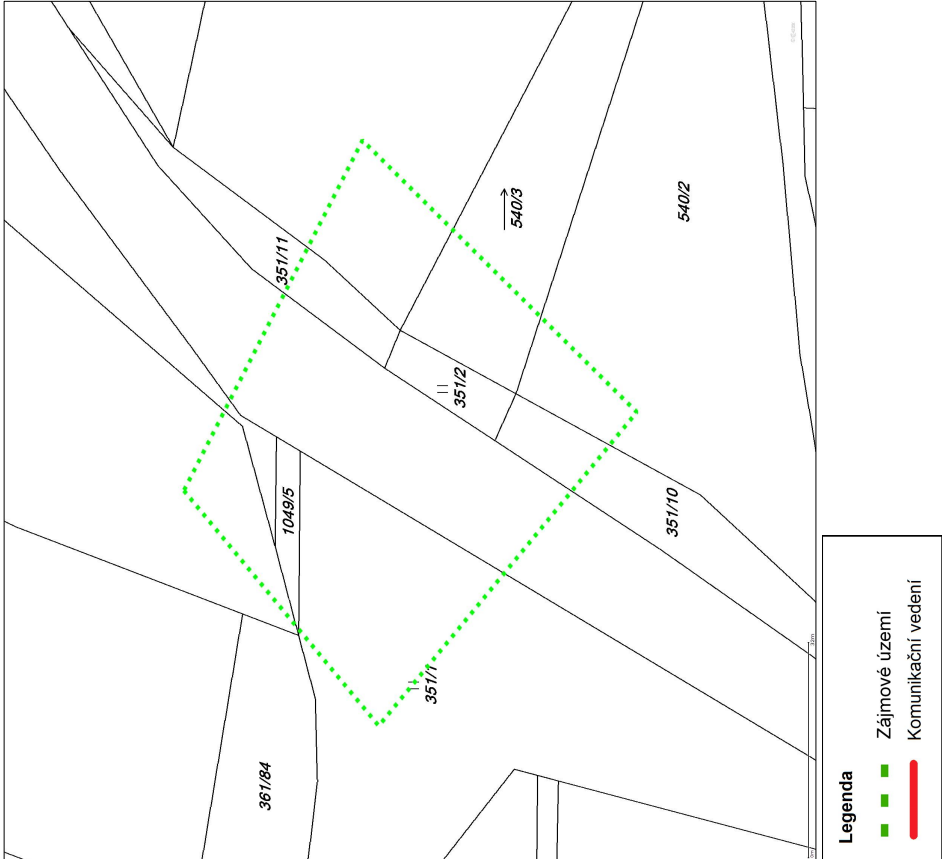 351/11
540/3
540/2
351/2
1049/5
351/10
351/1
361/84
32m
Legenda
Zájmové území
Komunikační vedení